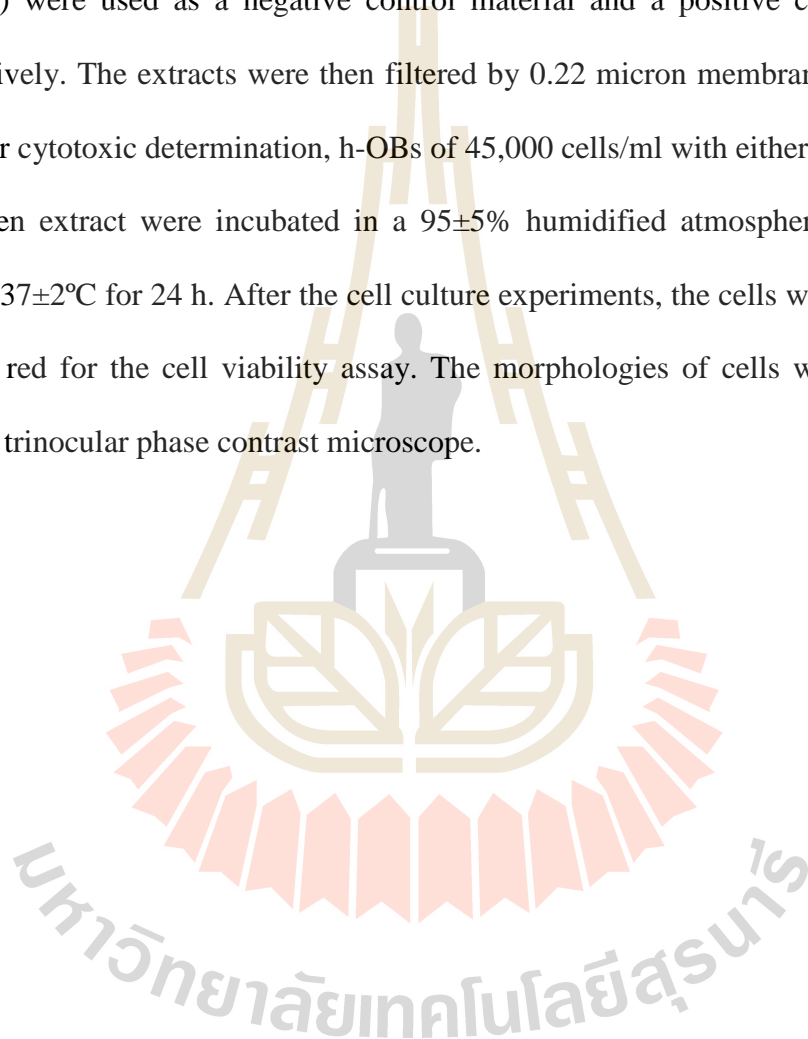 ) were used as a negative control material and a positive c
ively. The extracts were then filtered by 0.22 micron membran
r cytotoxic determination, h-OBs of 45,000 cells/ml with either
en extract were incubated in a 95±5% humidified atmospher
37±2ºC for 24 h. After the cell culture experiments, the cells w
red for the cell viability assay. The morphologies of cells w
trinocular phase contrast microscope.
มหาวิทยาลัยเทคโนโลยีสุรนารี